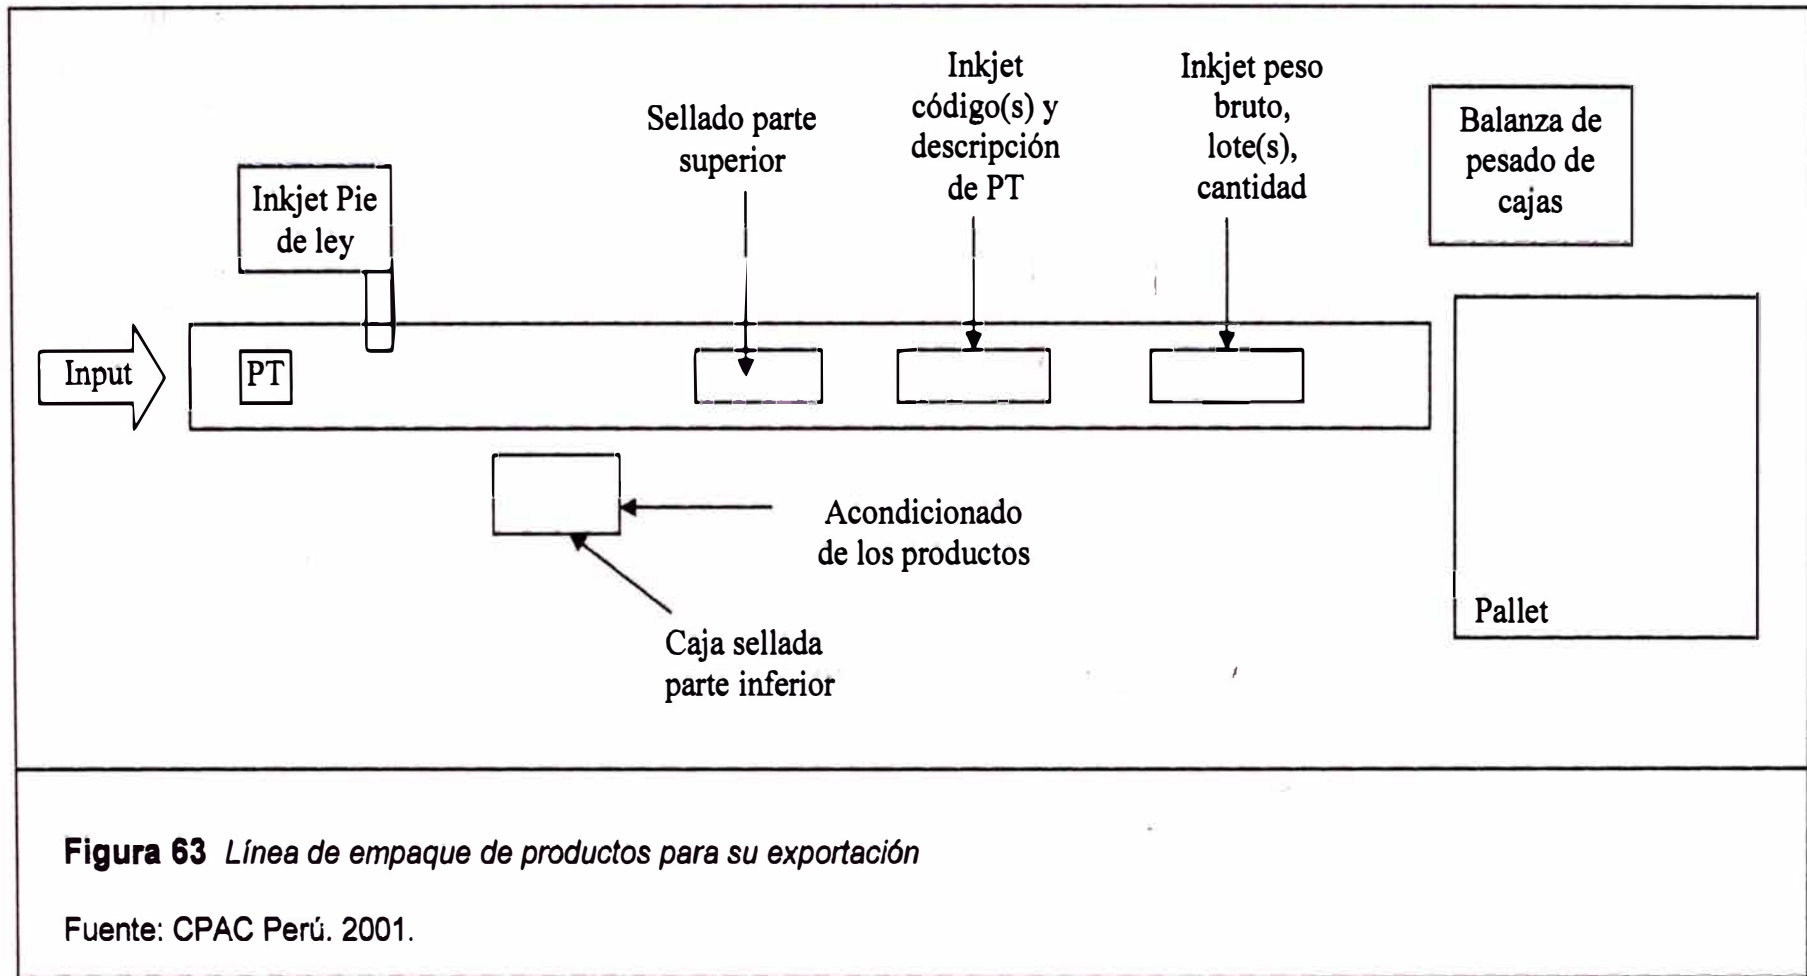 Inkjet Pie
de ley
Sellado parte
superior
Inkjet
código(s) y
descripción
de PT
Inkjet peso
bruto,
lote(s),
cantidad
Balanza de
pesado de
cajas
Input
PT
Acondicionado
de los productos
Caja sellada
parte inferior
Pallet
Figura 63 Línea de empaque de productos para su exportación
Fuente: CPAC Perú. 2001.